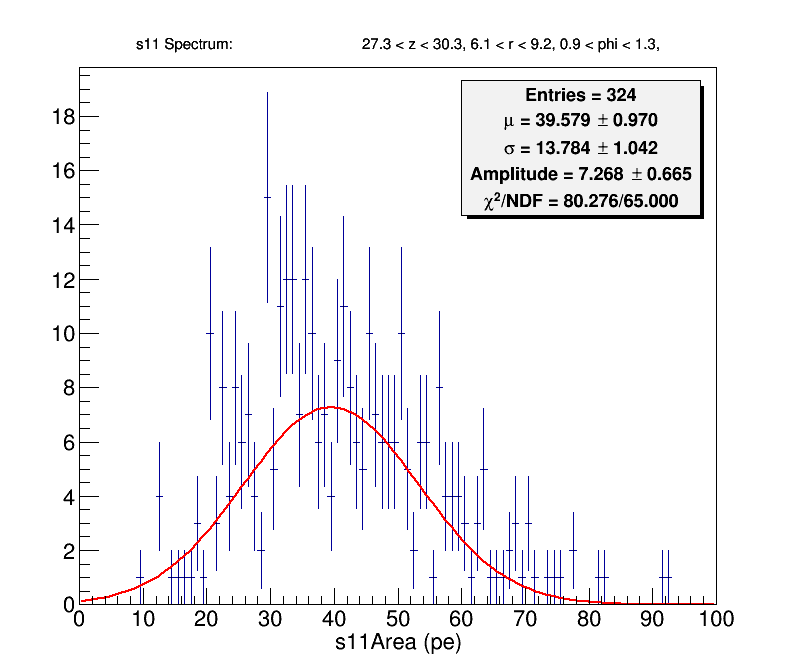 s11 Spectrum: 27.3 < z < 30.3, 6.1 < r < 9.2, 0.9 < phi < 1.3,
Entries = 324
μ = 39.579 ± 0.970
σ = 13.784 ± 1.042
Amplitude = 7.268 ± 0.665
χ²/NDF = 80.276/65.000
18
16
14
12
10
8
6
4
2
0
0 10 20 30 40 50 60 70 80 90 100
s11Area (pe)